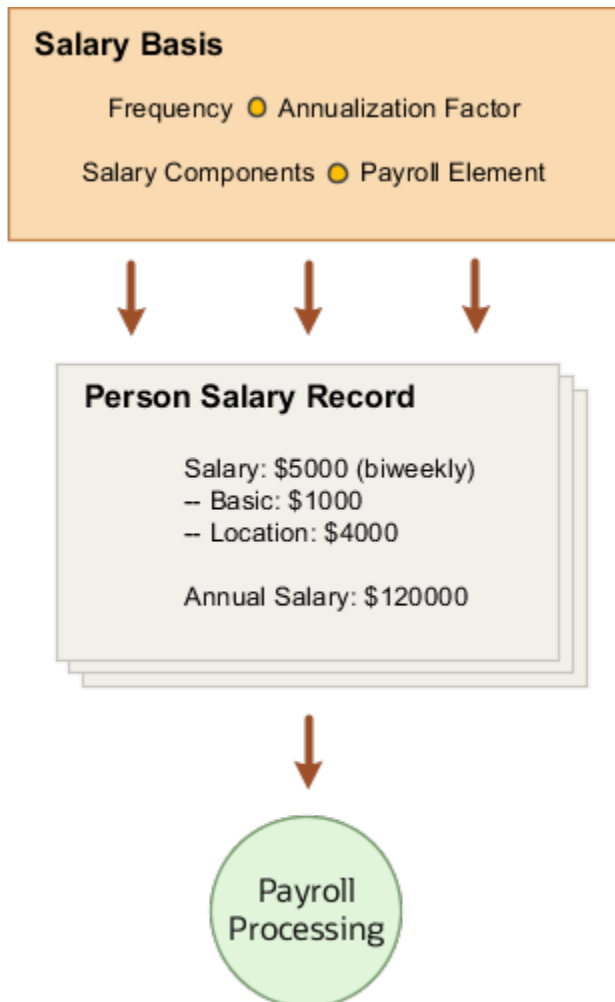 Salary Basis
Frequency Annualization Factor
Salary Components Payroll Element
Person Salary Record
Salary: $5000 (biweekly)
-- Basic: $1000
-- Location: $4000
Annual Salary: $120000
Payroll
Processing